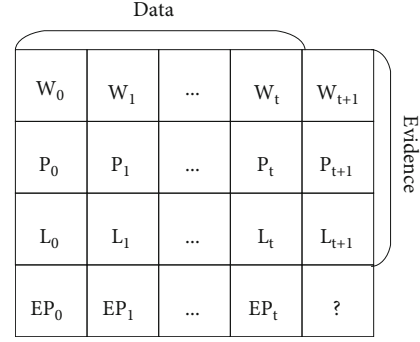 Data
W₀ W₁ ... Wₜ Wₜ₊₁
P₀ P₁ ... Pₜ Pₜ₊₁
L₀ L₁ ... Lₜ Lₜ₊₁
EP₀ EP₁ ... EPₜ ?
Evidence